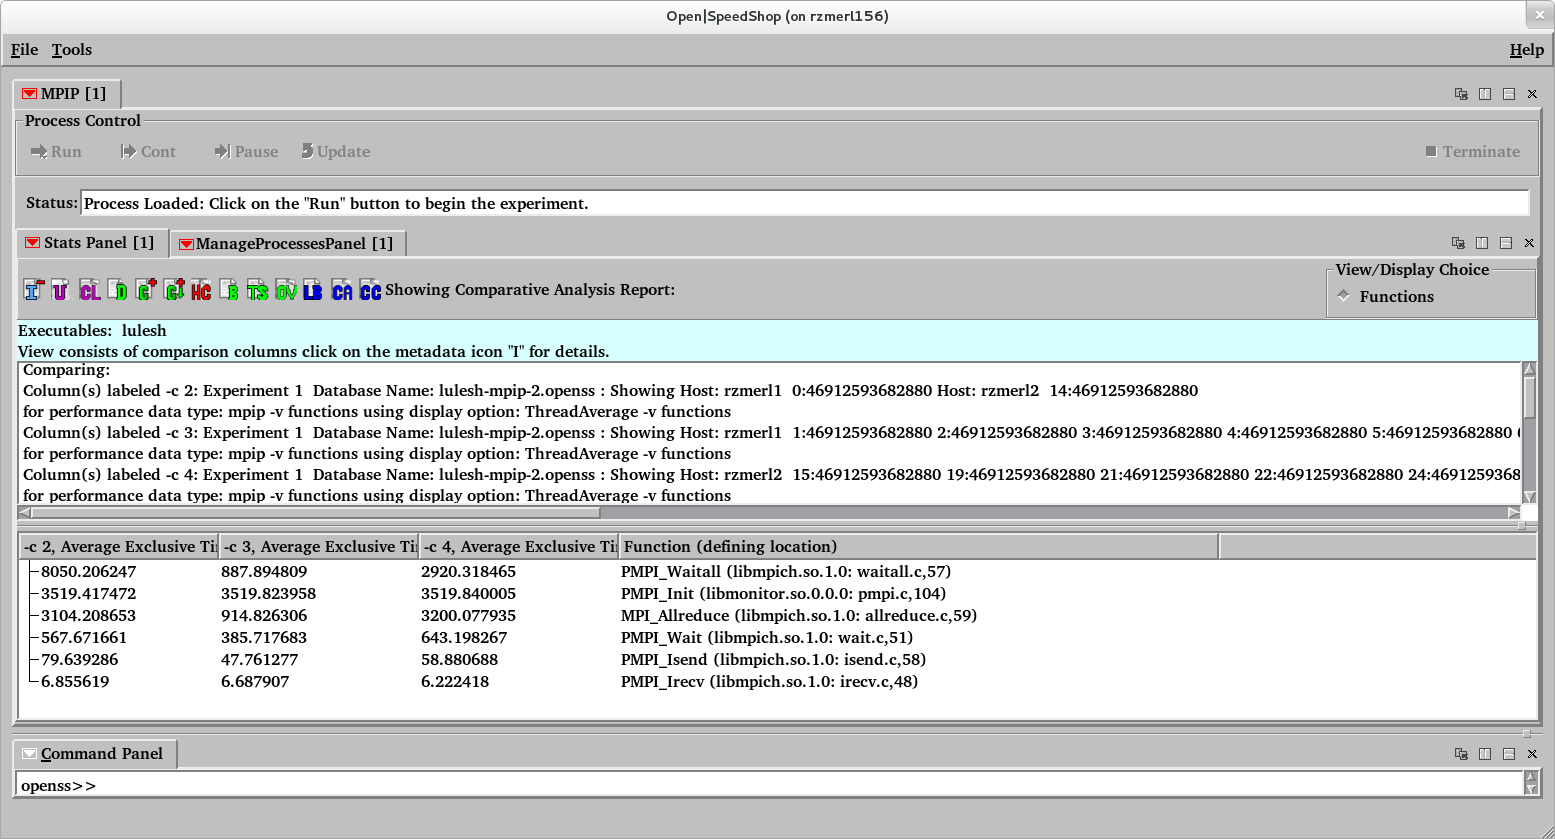 Open|SpeedShop (on rzmerl156)
File Tools Help
MPIP [1]
Process Control
Run Cont Pause Update Terminate
Status: Process Loaded: Click on the "Run" button to begin the experiment.
Stats Panel [1] ManageProcessesPanel [1]
View/Display Choice
I U CL D G G HC B TS OV LB CA CC Showing Comparative Analysis Report:
Functions
Executables: lulesh
View consists of comparison columns click on the metadata icon "I" for details.
Comparing:
Column(s) labeled -c 2: Experiment 1 Database Name: lulesh-mpip-2.openss : Showing Host: rzmerl1 0:46912593682880 Host: rzmerl2 14:46912593682880
for performance data type: mpip -v functions using display option: ThreadAverage -v functions
Column(s) labeled -c 3: Experiment 1 Database Name: lulesh-mpip-2.openss : Showing Host: rzmerl1 1:46912593682880 2:46912593682880 3:46912593682880 4:46912593682880 5:46912593682880
for performance data type: mpip -v functions using display option: ThreadAverage -v functions
Column(s) labeled -c 4: Experiment 1 Database Name: lulesh-mpip-2.openss : Showing Host: rzmerl2 15:46912593682880 19:46912593682880 21:46912593682880 22:46912593682880 24:469125936
for performance data type: mpip -v functions using display option: ThreadAverage -v functions
-c 2, Average Exclusive Ti -c 3, Average Exclusive Ti -c 4, Average Exclusive Ti Function (defining location)
8050.206247 887.894809 2920.318465 PMPI_Waitall (libmpich.so.1.0: waitall.c,57)
3519.417472 3519.823958 3519.840005 PMPI_Init (libmonitor.so.0.0.0: pmpi.c,104)
3104.208653 914.826306 3200.077935 MPI_Allreduce (libmpich.so.1.0: allreduce.c,59)
567.671661 385.717683 643.198267 PMPI_Wait (libmpich.so.1.0: wait.c,51)
79.639286 47.761277 58.880688 PMPI_Isend (libmpich.so.1.0: isend.c,58)
6.855619 6.687907 6.222418 PMPI_Irecv (libmpich.so.1.0: irecv.c,48)
Command Panel
openss>>